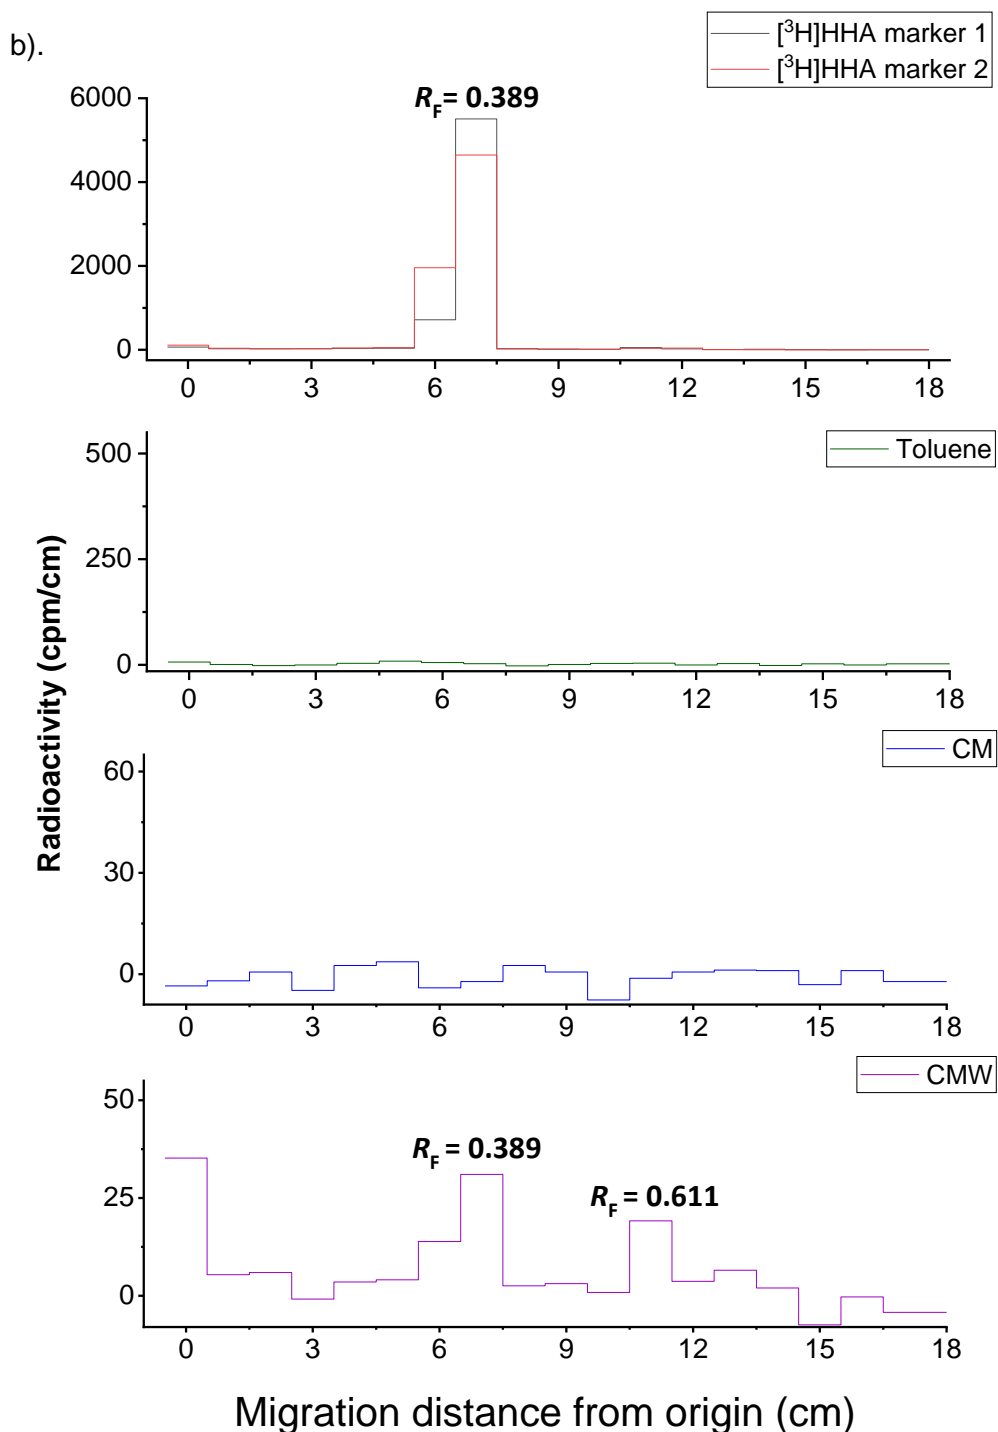 b).
[³H]HHA marker 1
[³H]HHA marker 2
R_F = 0.389
6000
4000
2000
0
0 3 6 9 12 15 18
Toluene
500
250
0
0 3 6 9 12 15 18
Radioactivity (cpm/cm)
CM
60
30
0
0 3 6 9 12 15 18
CMW
50
25
0
R_F = 0.389
R_F = 0.611
0 3 6 9 12 15 18
Migration distance from origin (cm)